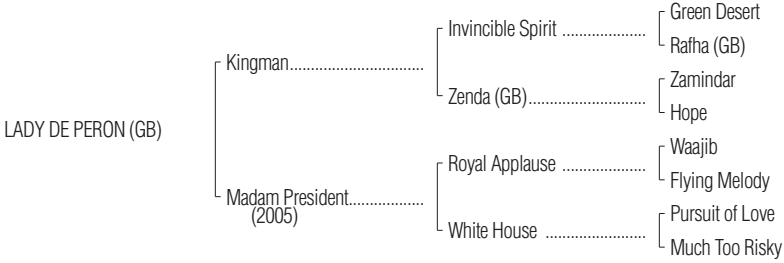 Green Desert
Invincible Spirit ....................
Rafha (GB)
Kingman................................
Zamindar
Zenda (GB)............................
Hope
LADY DE PERON (GB)
Waajib
Royal Applause ....................
Flying Melody
Madam President..................
(2005)
Pursuit of Love
White House ........................
Much Too Risky